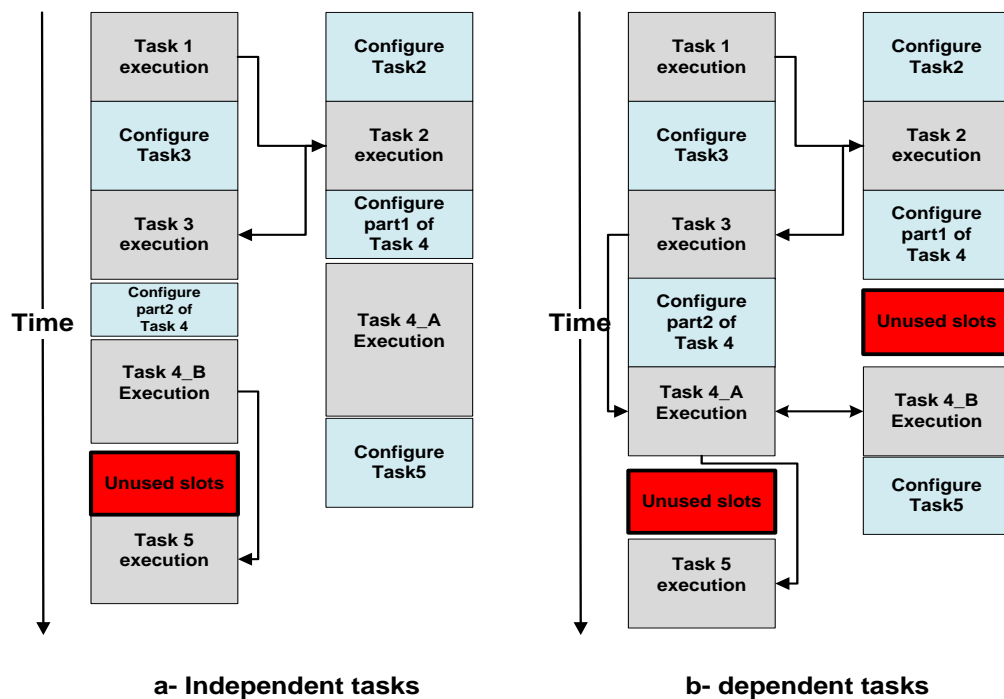 Time
Task 1
execution
Configure
Task3
Task 3
execution
Configure
part2 of
Task 4
Task 4_B
Execution
Unused slots
Task 5
execution
Configure
Task2
Task 2
execution
Configure
part1 of
Task 4
Task 4_A
Execution
Configure
Task5
a- Independent tasks
Time
Task 1
execution
Configure
Task3
Task 3
execution
Configure
part2 of
Task 4
Task 4_A
Execution
Unused slots
Task 5
execution
Configure
Task2
Task 2
execution
Configure
part1 of
Task 4
Unused slots
Task 4_B
Execution
Configure
Task5
b- dependent tasks